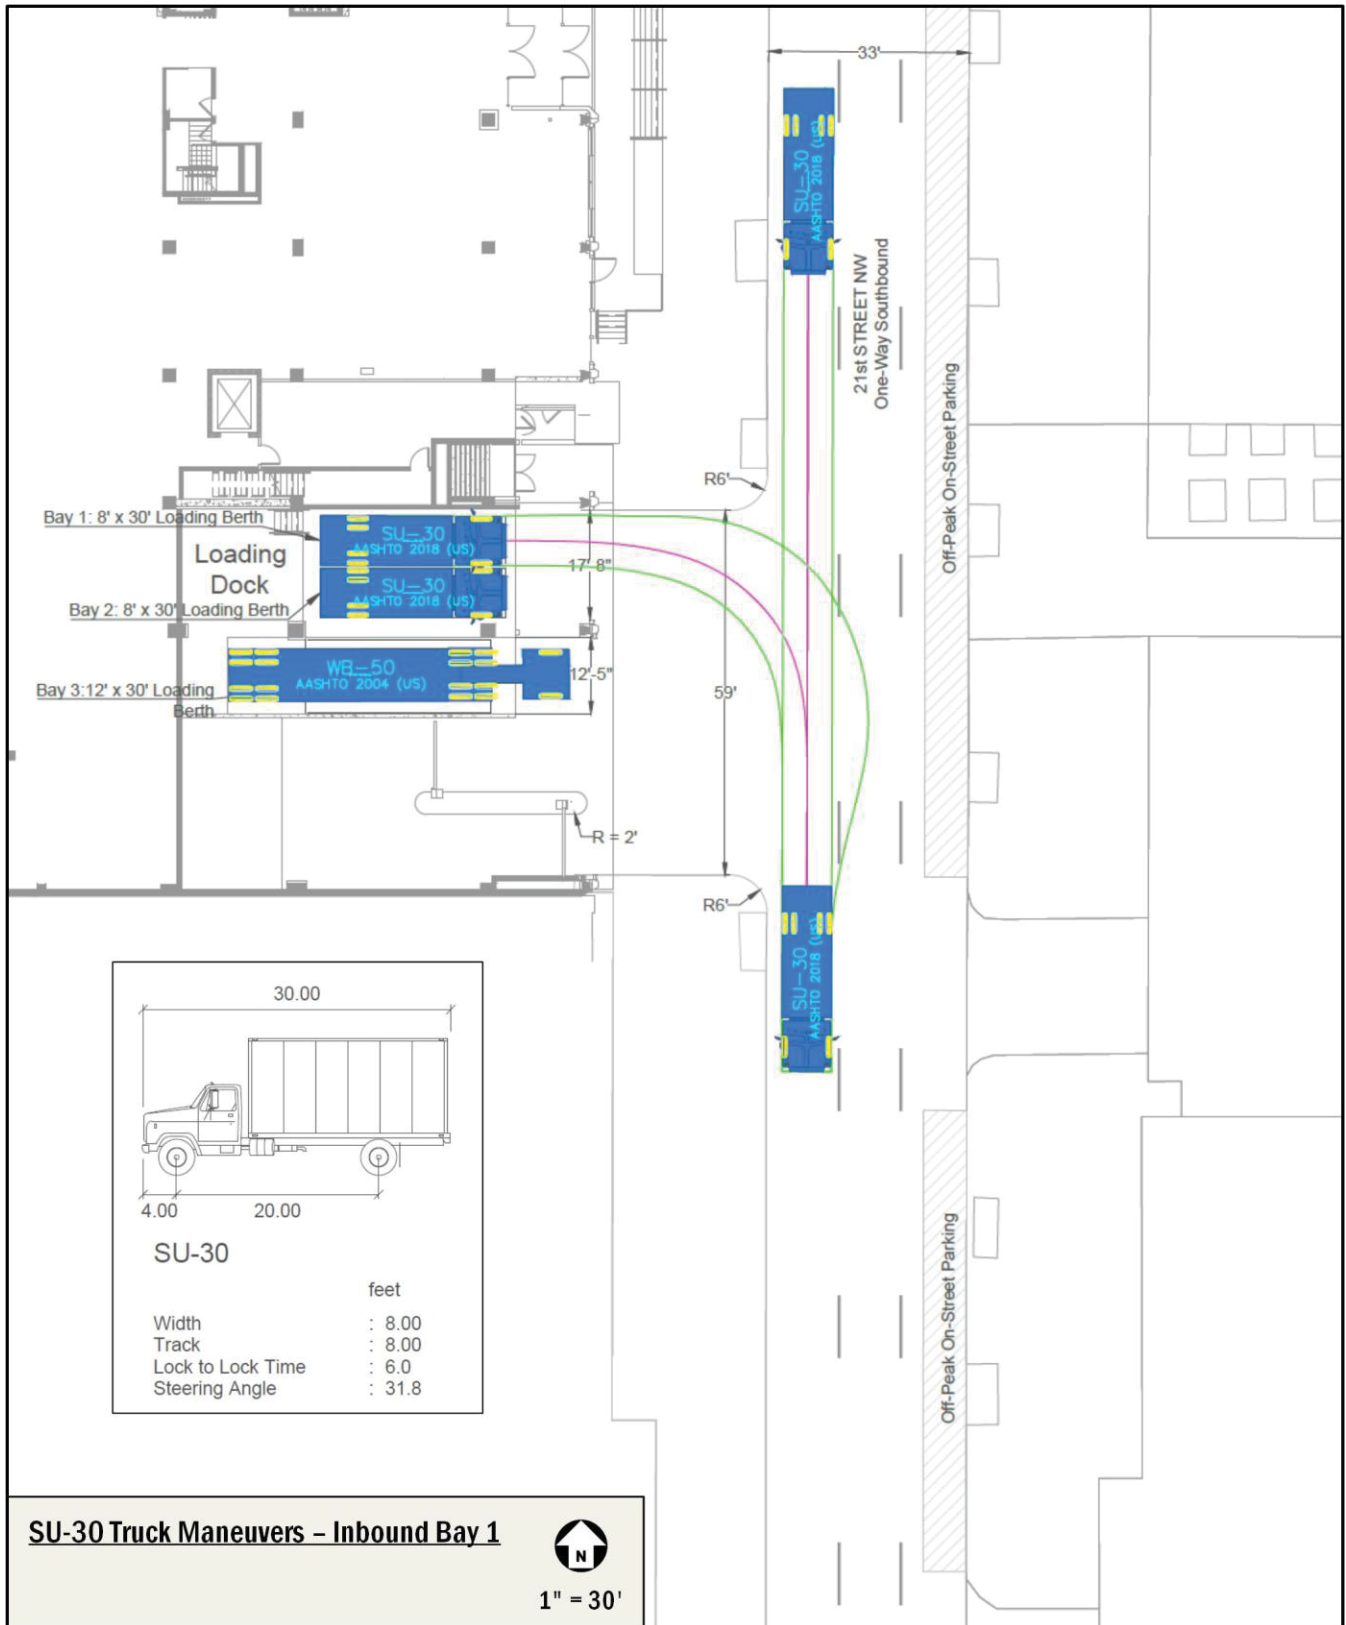 33'
SU-30
AASHTO 2018 (US)
21st STREET NW
One-Way Southbound
Off-Peak On-Street Parking
R6'
Bay 1: 8' x 30' Loading Berth
SU-30
AASHTO 2018 (US)
Loading
Dock
17'-8"
SU-30
AASHTO 2018 (US)
Bay 2: 8' x 30' Loading Berth
WB-50
AASHTO 2004 (US)
12'-5"
Bay 3:12' x 30' Loading
Berth
59'
R = 2'
R6'
SU-30
AASHTO 2018 (US)
30.00
4.00
20.00
SU-30
feet
Width : 8.00
Track : 8.00
Lock to Lock Time : 6.0
Steering Angle : 31.8
Off-Peak On-Street Parking
SU-30 Truck Maneuvers – Inbound Bay 1
N
1" = 30'